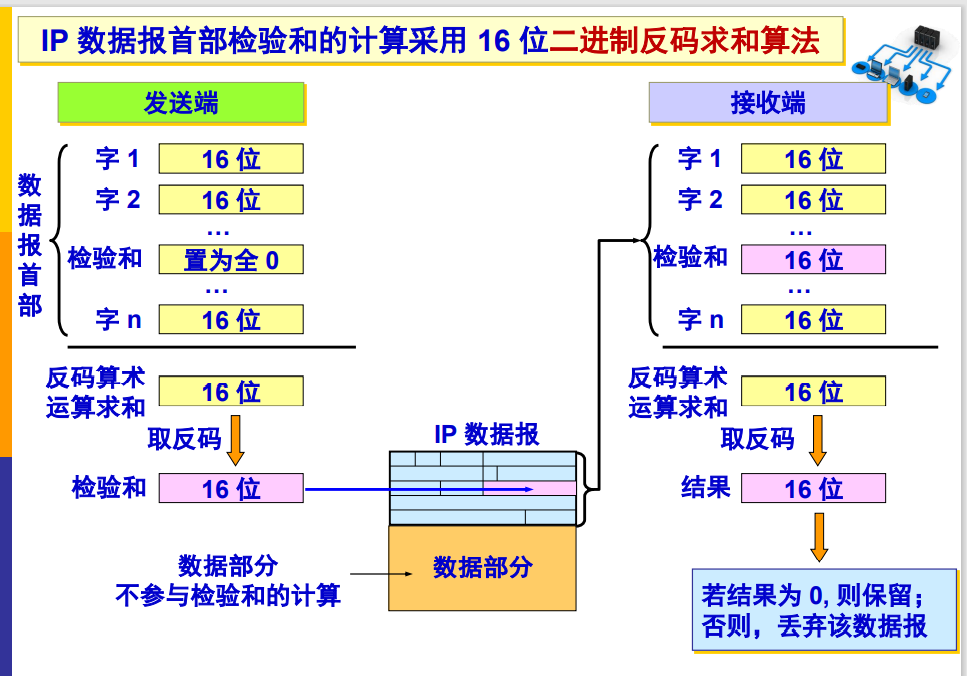 IP 数据报首部检验和的计算采用 16 位二进制反码求和算法
发送端
数据报首部
字 1
16 位
字 2
16 位
…
检验和
置为全 0
…
字 n
16 位
反码算术
运算求和
16 位
取反码
检验和
16 位
数据部分
不参与检验和的计算
IP 数据报
数据部分
接收端
字 1
16 位
字 2
16 位
…
检验和
16 位
…
字 n
16 位
反码算术
运算求和
16 位
取反码
结果
16 位
若结果为 0, 则保留；
否则，丢弃该数据报